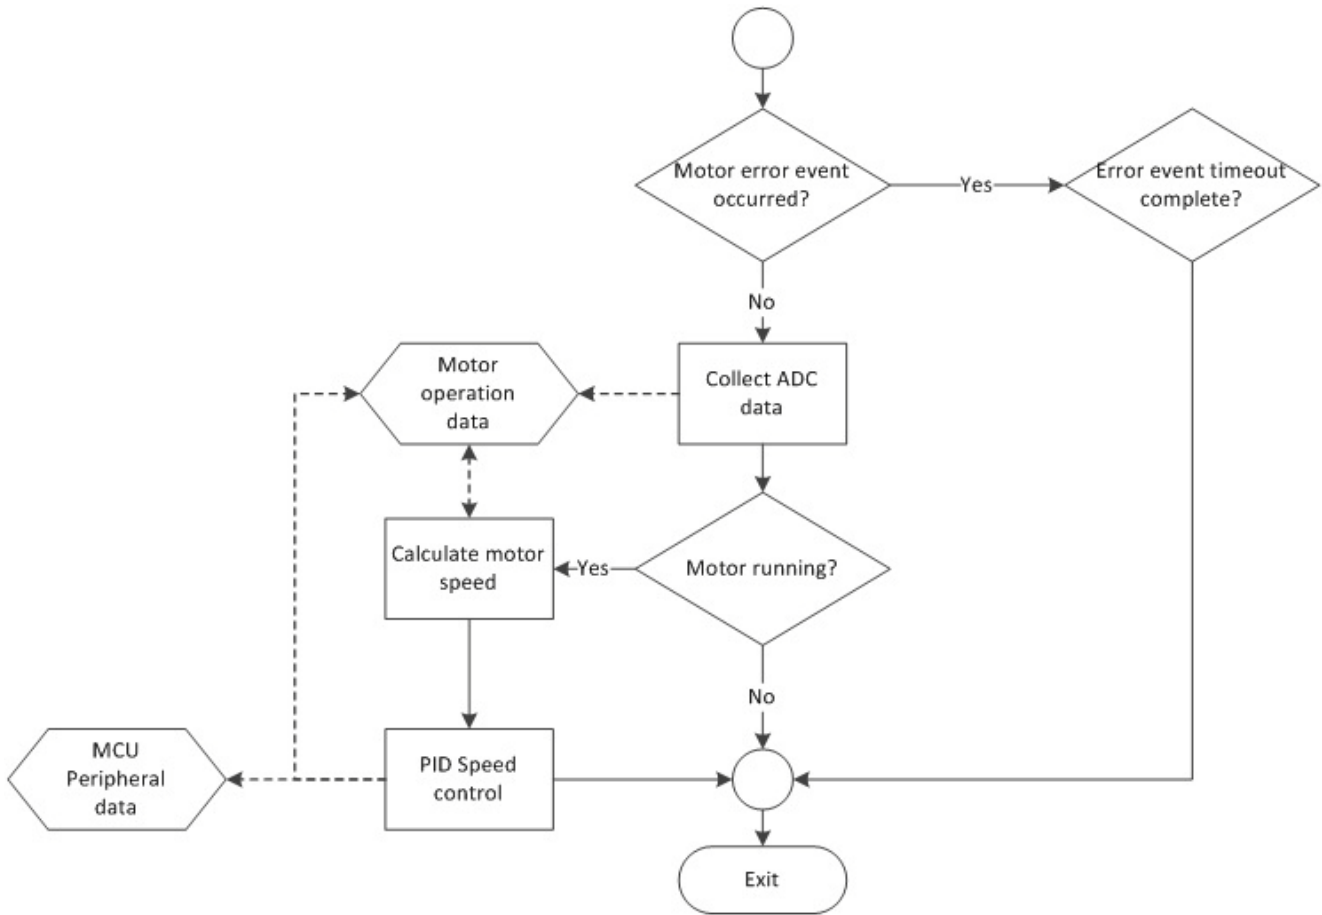 Motor error event
occurred?
Yes
Error event timeout
complete?
No
Motor
operation
data
Collect ADC
data
Calculate motor
speed
Yes
Motor running?
No
MCU
Peripheral
data
PID Speed
control
Exit